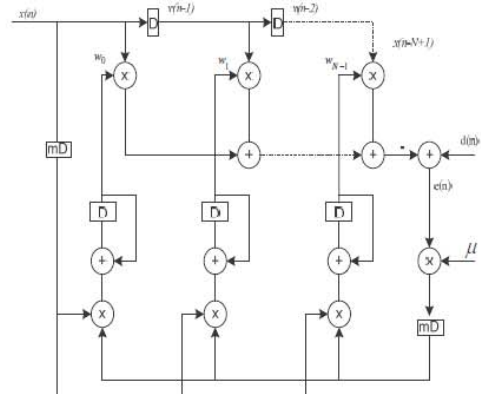 x(n) D x(n-1) D x(n-2)
x(n-N+1)
w0 w1 wN-1
x x x
mD
+ + + d(n)
e(n)
D D D
+ + + x μ
x x x mD